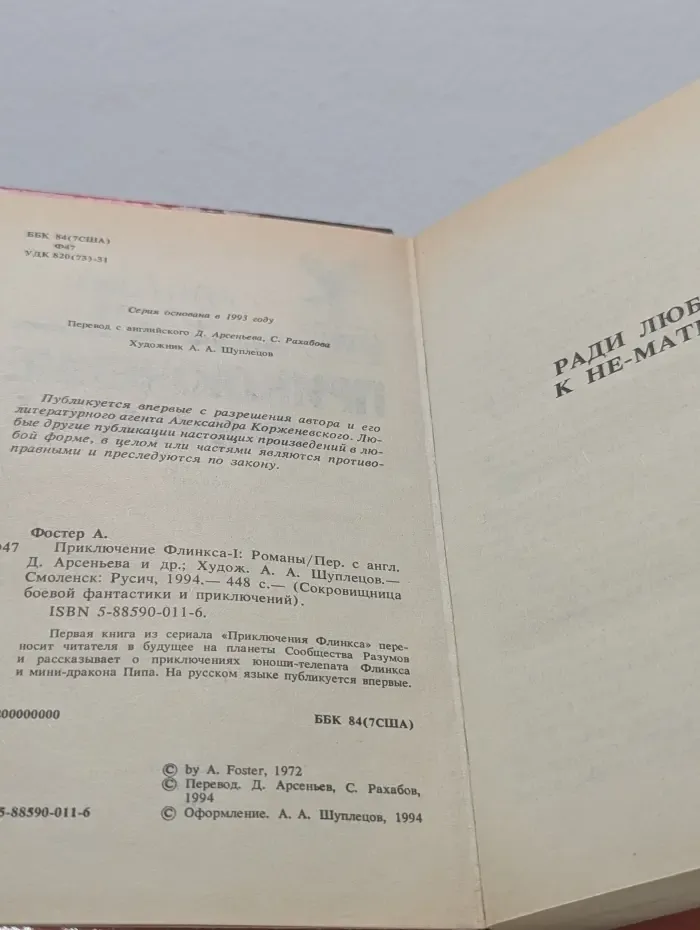 ББК 84(7США)
Ф47
УДК 820(73)-31
Серия основана в 1993 году
Перевод с английского Д. Арсеньева, С. Рахабова
Художник А. А. Шуплецов
Публикуется впервые с разрешения автора и его
литературного агента Александра Корженевского. Лю-
бые другие публикации настоящих произведений в лю-
бой форме, в целом или частями являются противо-
правными и преследуются по закону.
Фостер А.
Ф47 Приключение Флинкса-I: Романы/Пер. с англ.
Д. Арсеньева и др.; Худож. А. А. Шуплецов.—
Смоленск: Русич, 1994.— 448 с.— (Сокровищница
боевой фантастики и приключений).
ISBN 5-88590-011-6.
Первая книга из сериала «Приключения Флинкса» пере-
носит читателя в будущее на планеты Сообщества Разумов
и рассказывает о приключениях юноши-телепата Флинкса
и мини-дракона Пипа. На русском языке публикуется впервые.
00000000 ББК 84(7США)
© by A. Foster, 1972
© Перевод. Д. Арсеньев, С. Рахабов,
1994
5-88590-011-6 © Оформление. А. А. Шуплецов, 1994
РАДИ ЛЮБ
К НЕ-МАТ